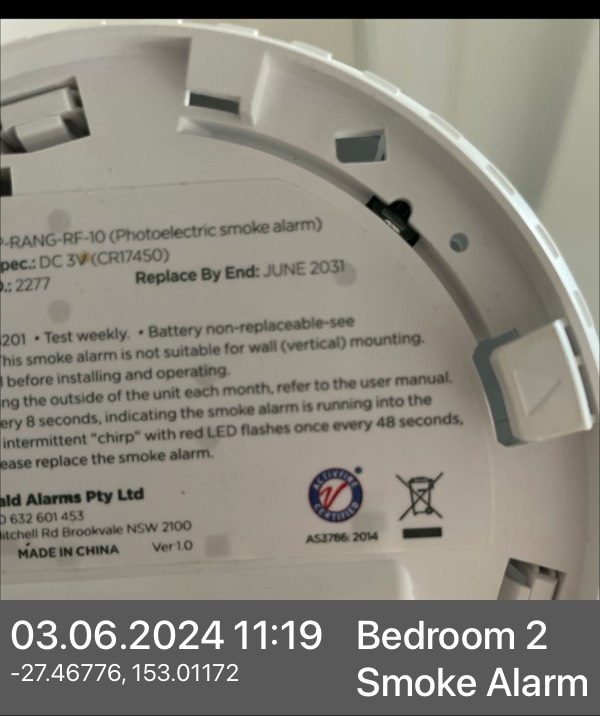 P-RANG-RF-10 (Photoelectric smoke alarm)
pec.: DC 3V (CR17450)
.: 2277
Replace By End: JUNE 2031
201 • Test weekly. • Battery non-replaceable-see
This smoke alarm is not suitable for wall (vertical) mounting.
before installing and operating.
ng the outside of the unit each month, refer to the user manual.
ery 8 seconds, indicating the smoke alarm is running into the
intermittent "chirp" with red LED flashes once every 48 seconds,
ease replace the smoke alarm.
ald Alarms Pty Ltd
0 632 601 453
itchell Rd Brookvale NSW 2100
MADE IN CHINA Ver 1.0
ACTIVFIRE
CERTIFIED
AS3786: 2014
03.06.2024 11:19
-27.46776, 153.01172
Bedroom 2
Smoke Alarm